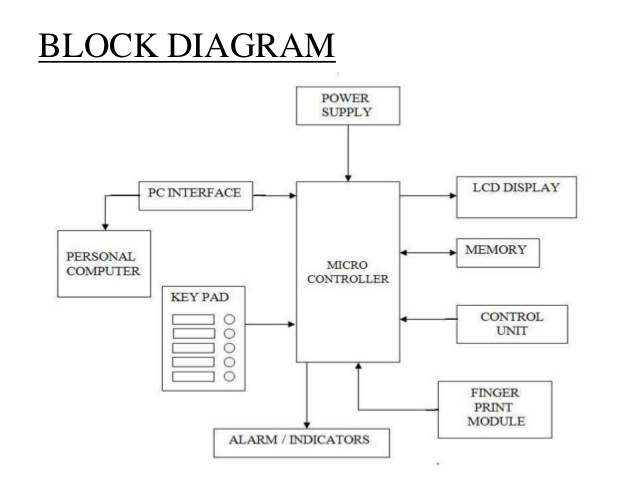 BLOCK DIAGRAM
POWER
SUPPLY
PC INTERFACE
LCD DISPLAY
PERSONAL
COMPUTER
MICRO
CONTROLLER
MEMORY
KEY PAD
CONTROL
UNIT
FINGER
PRINT
MODULE
ALARM / INDICATORS